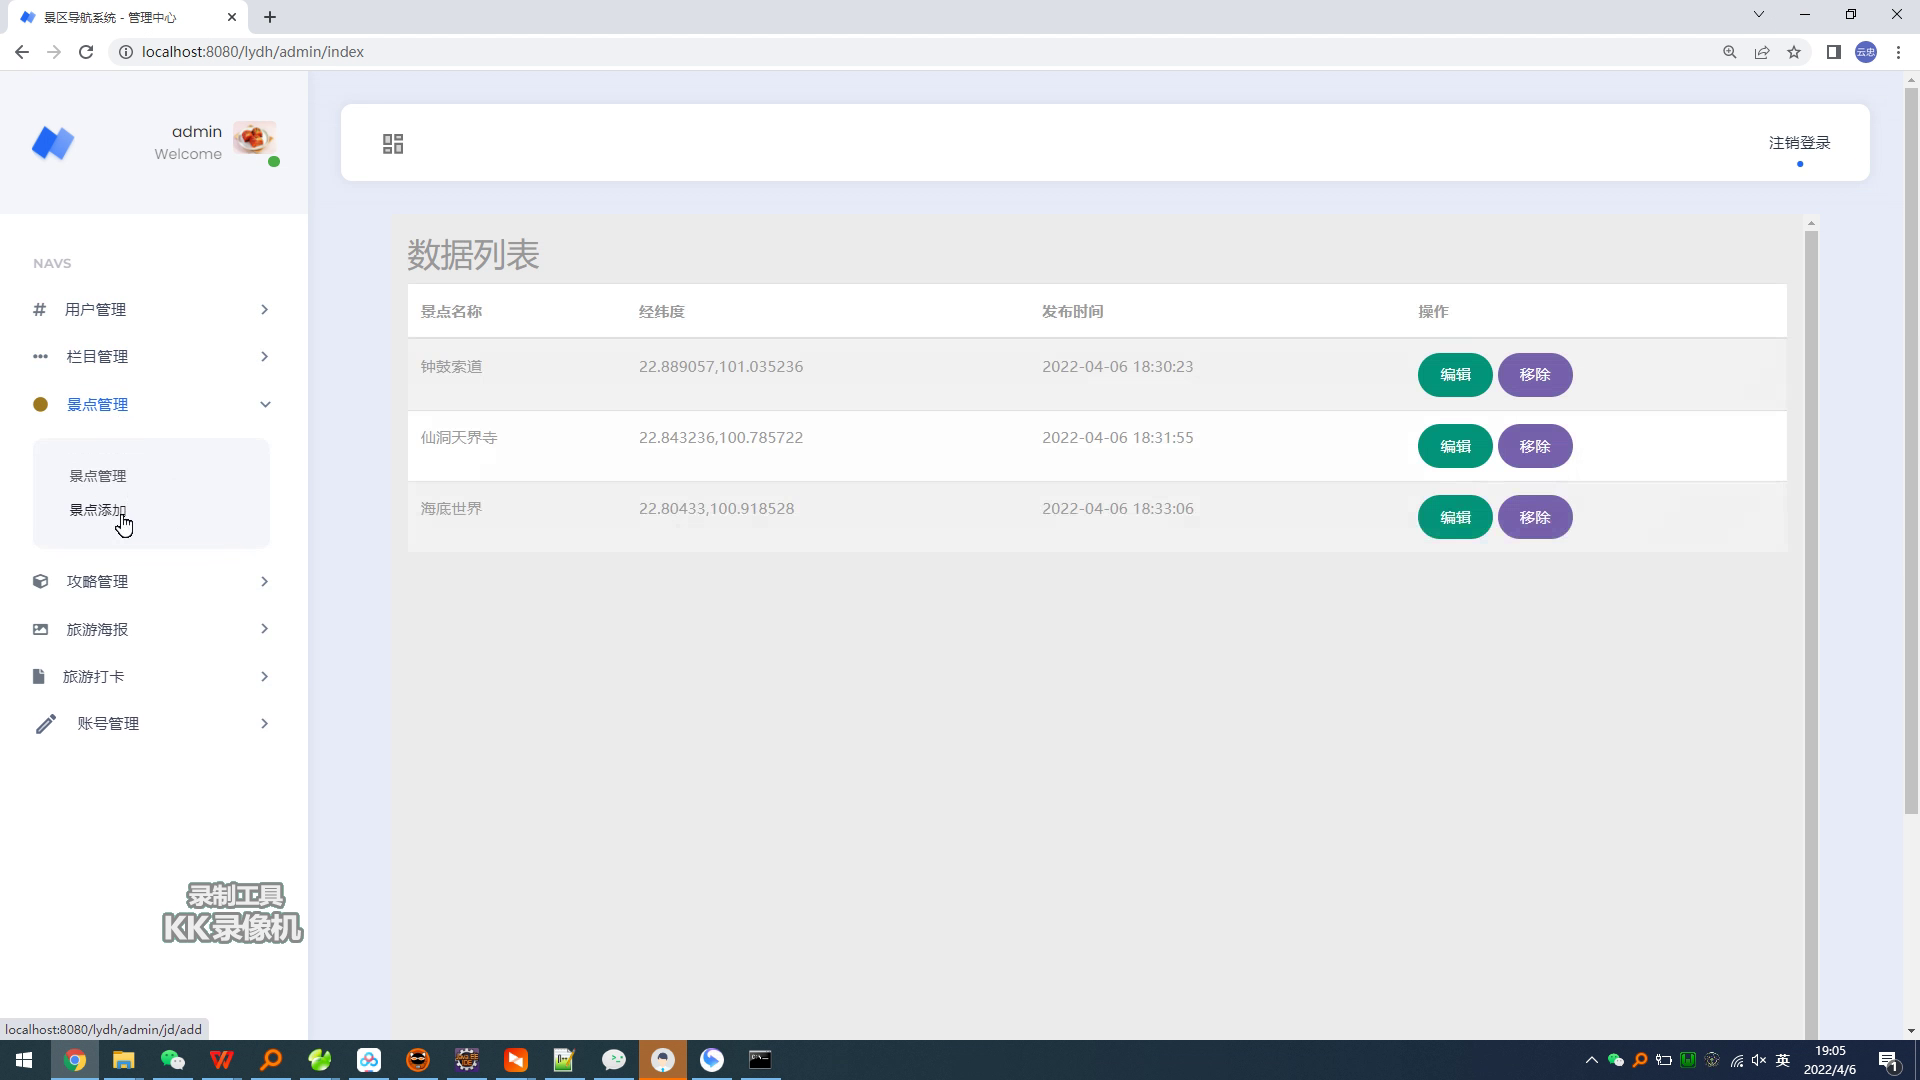 景区导航系统 - 管理中心
localhost:8080/lydh/admin/index
云忠
admin
Welcome
注销登录
NAVS
用户管理
栏目管理
景点管理
景点管理
景点添加
攻略管理
旅游海报
旅游打卡
账号管理
数据列表
景点名称 经纬度 发布时间 操作
钟鼓索道 22.889057,101.035236 2022-04-06 18:30:23 编辑 移除
仙洞天界寺 22.843236,100.785722 2022-04-06 18:31:55 编辑 移除
海底世界 22.80433,100.918528 2022-04-06 18:33:06 编辑 移除
录制工具
KK录像机
localhost:8080/lydh/admin/jd/add
英
19:05
2022/4/6
1